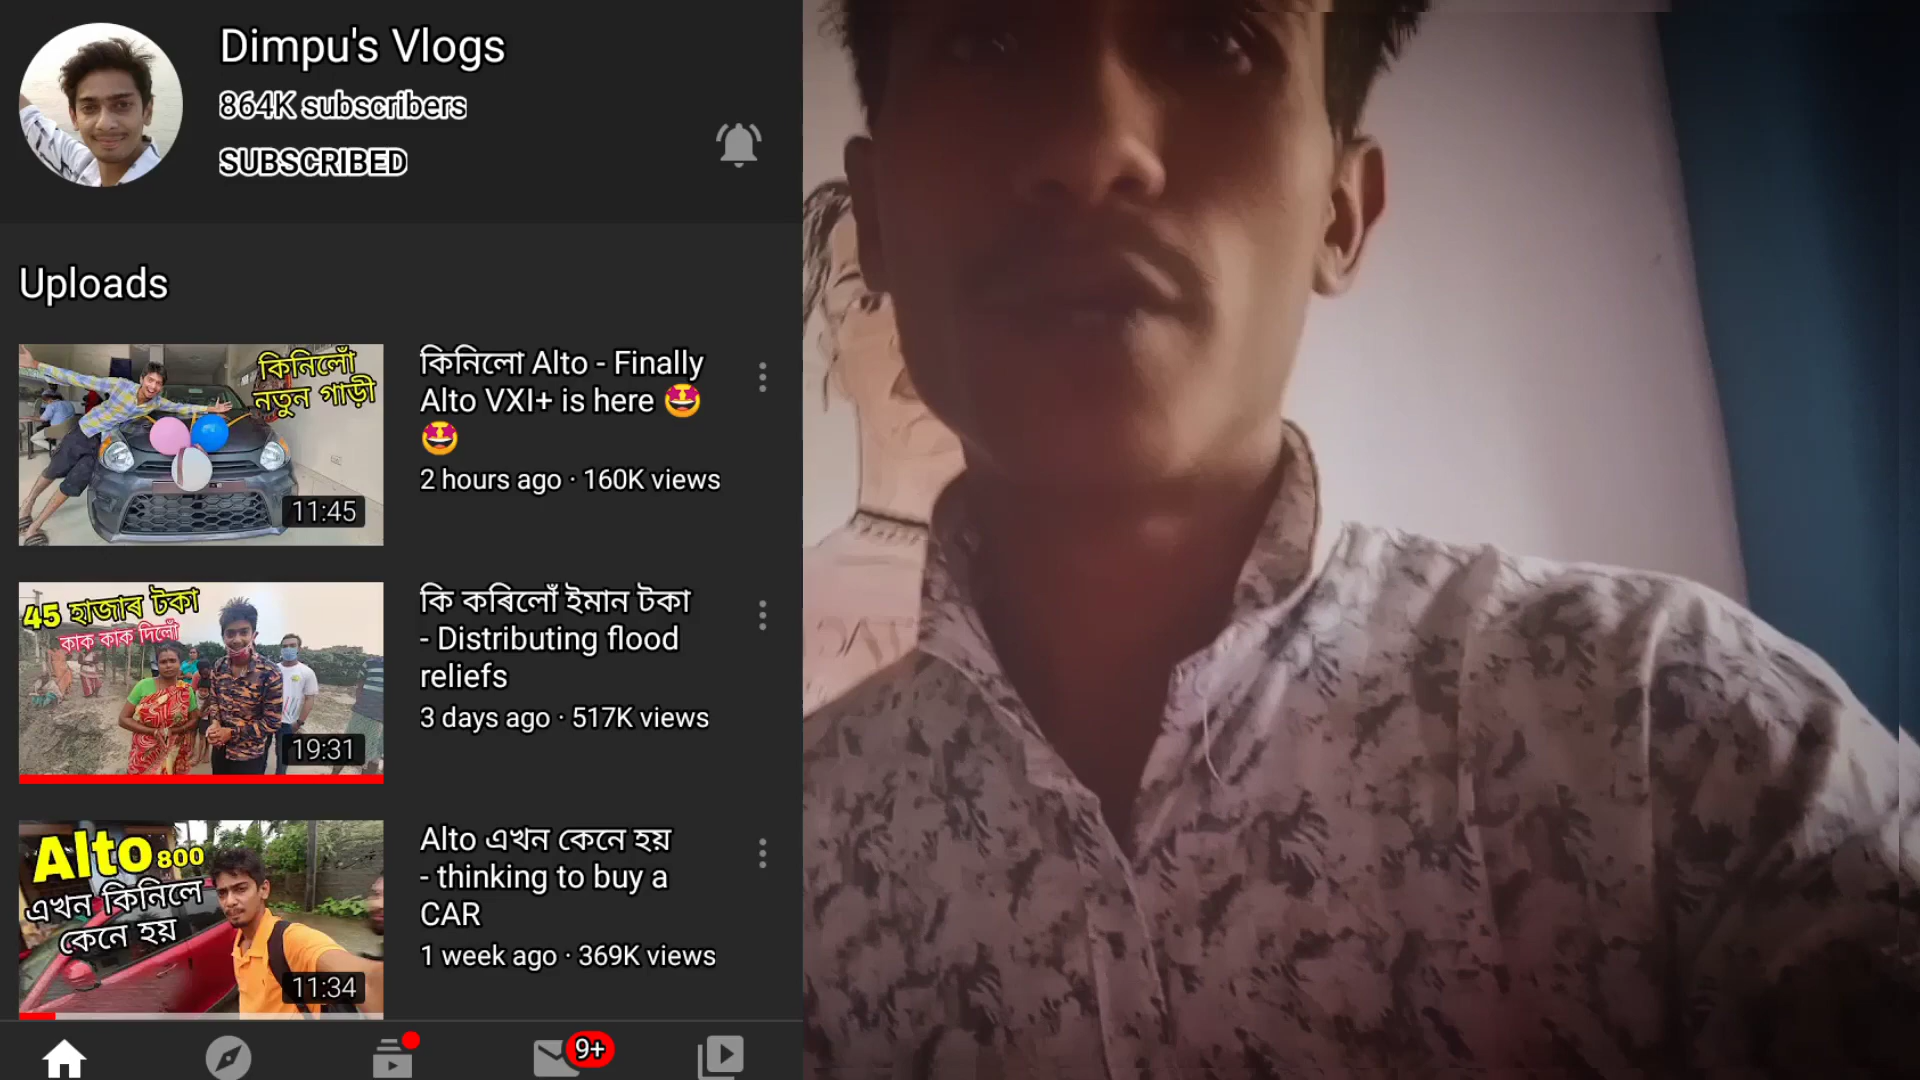 Dimpu's Vlogs
864K subscribers
SUBSCRIBED
Uploads
কিনিলোঁ
নতুন গাড়ী
11:45
কিনিলো Alto - Finally
Alto VXI+ is here 🤩
🤩
2 hours ago · 160K views
45 হাজাৰ টকা
কাক কাক দিলোঁ
19:31
কি কৰিলোঁ ইমান টকা
- Distributing flood
reliefs
3 days ago · 517K views
Alto 800
এখন কিনিলে
কেনে হয়
11:34
Alto এখন কেনে হয়
- thinking to buy a
CAR
1 week ago · 369K views
9+